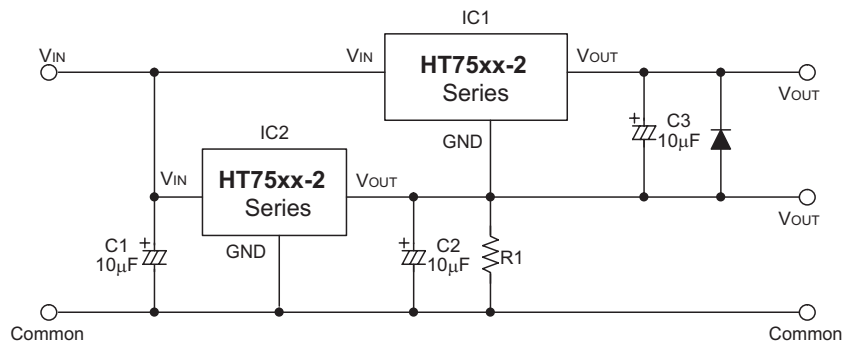 IC1
VIN
VIN
HT75xx-2
Series
VOUT
VOUT
GND
C3
10µF
IC2
VIN
HT75xx-2
Series
VOUT
VOUT
GND
C1
10µF
C2
10µF
R1
Common
Common
+
+
+